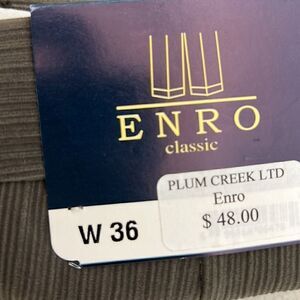 ENRO
classic
PLUM CREEK LTD
Enro
$ 48.00
W 36